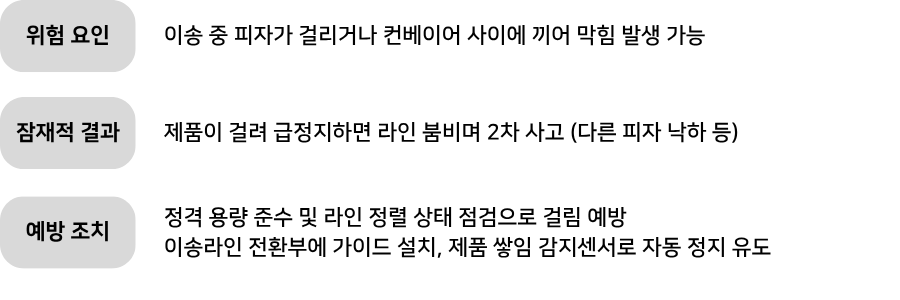 위험 요인
이송 중 피자가 걸리거나 컨베이어 사이에 끼어 막힘 발생 가능
잠재적 결과
제품이 걸려 급정지하면 라인 붐비며 2차 사고 (다른 피자 낙하 등)
예방 조치
정격 용량 준수 및 라인 정렬 상태 점검으로 걸림 예방
이송라인 전환부에 가이드 설치, 제품 쌓임 감지센서로 자동 정지 유도